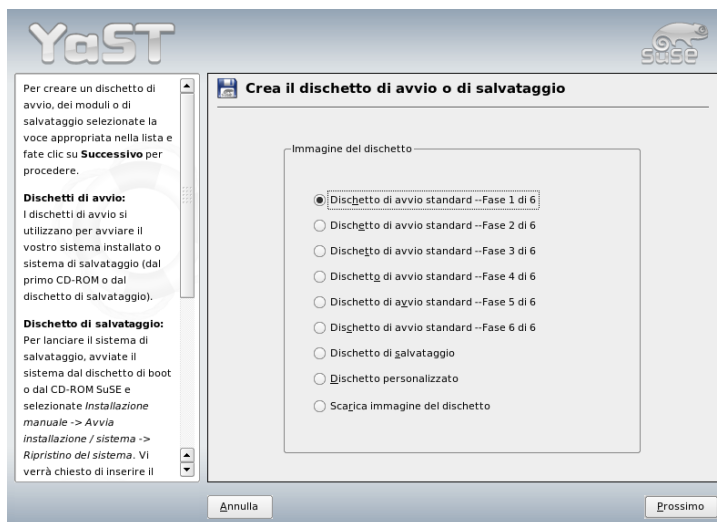 YaST
SUSE
Per creare un dischetto di
avvio, dei moduli o di
salvataggio selezionate la
voce appropriata nella lista e
fate clic su Successivo per
procedere.
Dischetti di avvio:
I dischetti di avvio si
utilizzano per avviare il
vostro sistema installato o
sistema di salvataggio (dal
primo CD-ROM o dal
dischetto di salvataggio).
Dischetto di salvataggio:
Per lanciare il sistema di
salvataggio, avviate il
sistema dal dischetto di boot
o dal CD-ROM SuSE e
selezionate Installazione
manuale -> Avvia
installazione / sistema ->
Ripristino del sistema. Vi
verrà chiesto di inserire il
Crea il dischetto di avvio o di salvataggio
Immagine del dischetto
Dischetto di avvio standard --Fase 1 di 6
Dischetto di avvio standard --Fase 2 di 6
Dischetto di avvio standard --Fase 3 di 6
Dischetto di avvio standard --Fase 4 di 6
Dischetto di avvio standard --Fase 5 di 6
Dischetto di avvio standard --Fase 6 di 6
Dischetto di salvataggio
Dischetto personalizzato
Scarica immagine del dischetto
Annulla
Prossimo